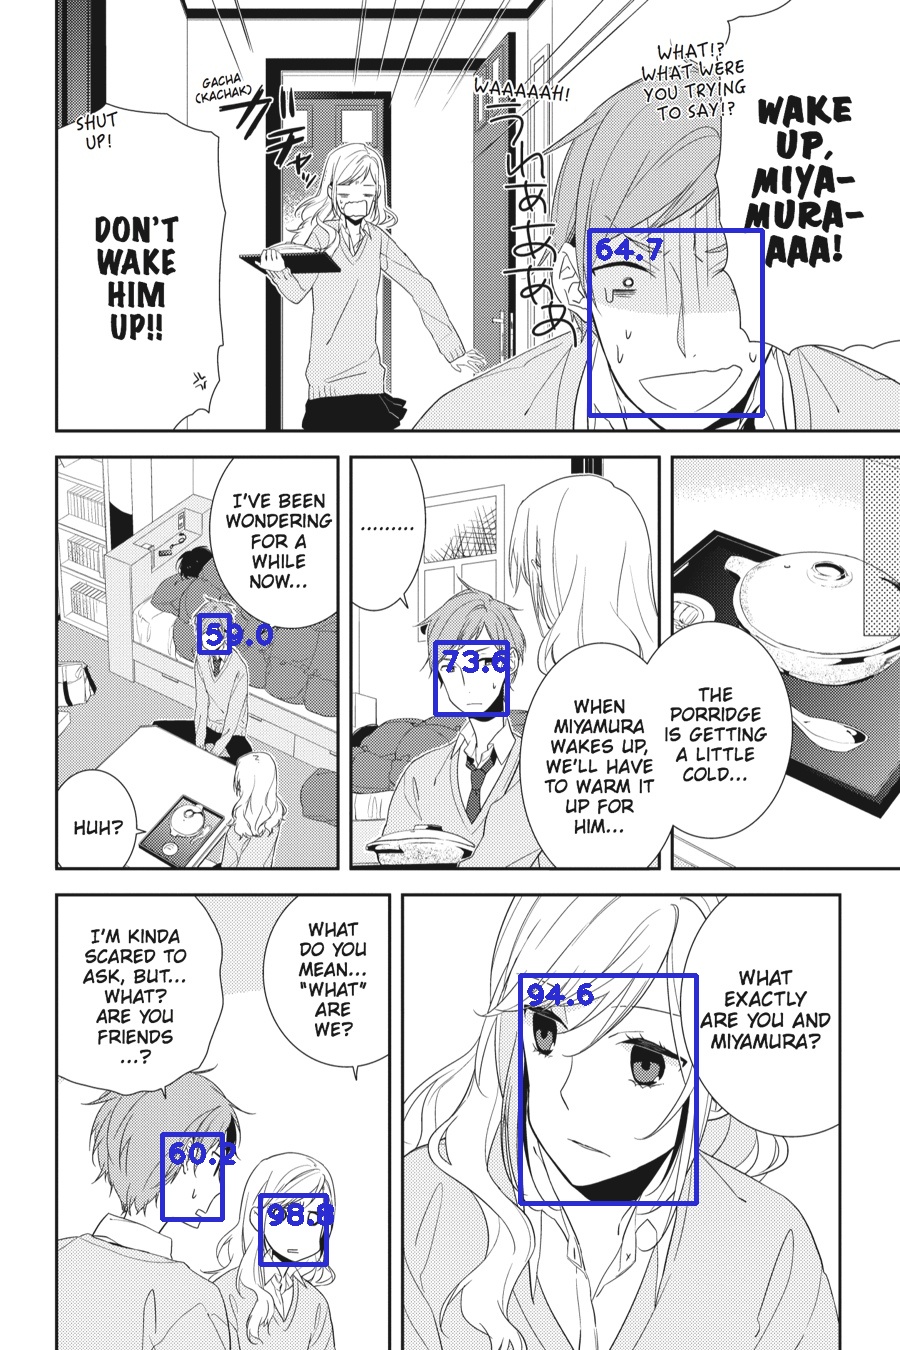 WHAT!?
WHAT WERE
YOU TRYING
TO SAY!?
WAKE
UP,
MIYA-
MURA-
AAA!
WAAAAAH!
うわぁああああぁ
GACHA
(KACHAK)
ガチャッ
SHUT
UP!
DON'T
WAKE
HIM
UP!!
64.7
THE
PORRIDGE
IS GETTING
A LITTLE
COLD...
WHEN
MIYAMURA
WAKES UP,
WE'LL HAVE
TO WARM IT
UP FOR
HIM...
.........
73.6
I'VE BEEN
WONDERING
FOR A
WHILE
NOW...
59.0
HUH?
WHAT
EXACTLY
ARE YOU AND
MIYAMURA?
94.6
WHAT
DO YOU
MEAN...
"WHAT"
ARE
WE?
I'M KINDA
SCARED TO
ASK, BUT...
WHAT?
ARE YOU
FRIENDS
...?
60.2
98.8